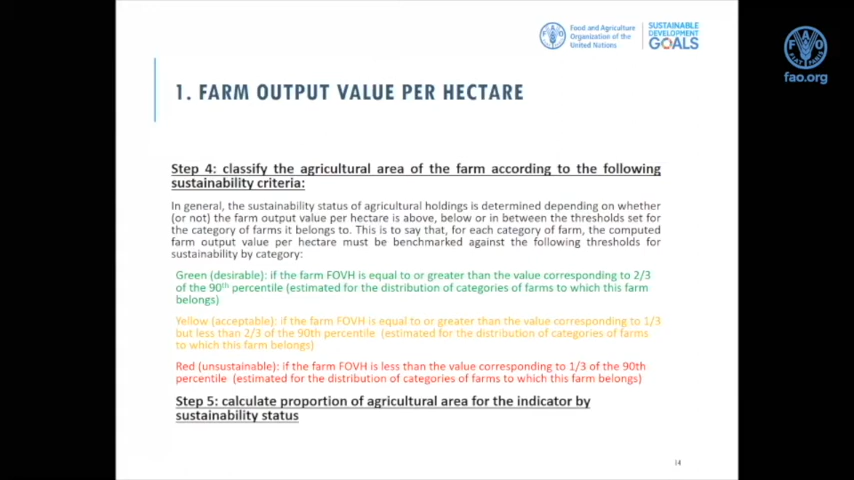 Food and Agriculture
Organization of the
United Nations
SUSTAINABLE
DEVELOPMENT
GOALS
FAO
FIAT PANIS
fao.org
1. FARM OUTPUT VALUE PER HECTARE
Step 4: classify the agricultural area of the farm according to the following
sustainability criteria:
In general, the sustainability status of agricultural holdings is determined depending on whether
(or not) the farm output value per hectare is above, below or in between the thresholds set for
the category of farms it belongs to. This is to say that, for each category of farm, the computed
farm output value per hectare must be benchmarked against the following thresholds for
sustainability by category:
Green (desirable): if the farm FOVH is equal to or greater than the value corresponding to 2/3
of the 90th percentile (estimated for the distribution of categories of farms to which this farm
belongs)
Yellow (acceptable): if the farm FOVH is equal to or greater than the value corresponding to 1/3
but less than 2/3 of the 90th percentile (estimated for the distribution of categories of farms
to which this farm belongs)
Red (unsustainable): if the farm FOVH is less than the value corresponding to 1/3 of the 90th
percentile (estimated for the distribution of categories of farms to which this farm belongs)
Step 5: calculate proportion of agricultural area for the indicator by
sustainability status
14